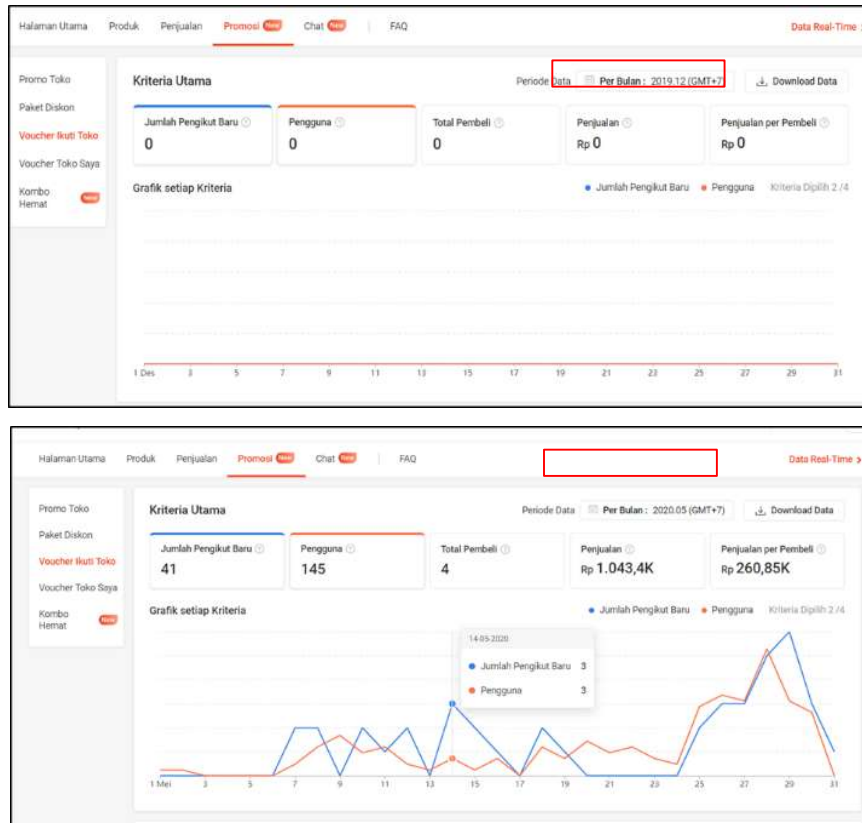 Halaman Utama Produk Penjualan Promosi New Chat New FAQ Data Real-Time
Promo Toko
Paket Diskon
Voucher Ikuti Toko
Voucher Toko Saya
Kombo Hemat New
Kriteria Utama Periode Data Per Bulan : 2019.12 (GMT+7) Download Data
Jumlah Pengikut Baru Pengguna Total Pembeli Penjualan Penjualan per Pembeli
0 0 0 Rp 0 Rp 0
Grafik setiap Kriteria Jumlah Pengikut Baru Pengguna Kriteria Dipilih 2 /4
1 Des 3 5 7 9 11 13 15 17 19 21 23 25 27 29 31
Halaman Utama Produk Penjualan Promosi New Chat New FAQ Data Real-Time >
Promo Toko
Paket Diskon
Voucher Ikuti Toko
Voucher Toko Saya
Kombo Hemat New
Kriteria Utama Periode Data Per Bulan : 2020.05 (GMT+7) Download Data
Jumlah Pengikut Baru Pengguna Total Pembeli Penjualan Penjualan per Pembeli
41 145 4 Rp 1.043,4K Rp 260,85K
Grafik setiap Kriteria Jumlah Pengikut Baru Pengguna Kriteria Dipilih 2 /4
14-05-2020
Jumlah Pengikut Baru 3
Pengguna 3
1 Mei 3 5 7 9 11 13 15 17 19 21 23 25 27 29 31